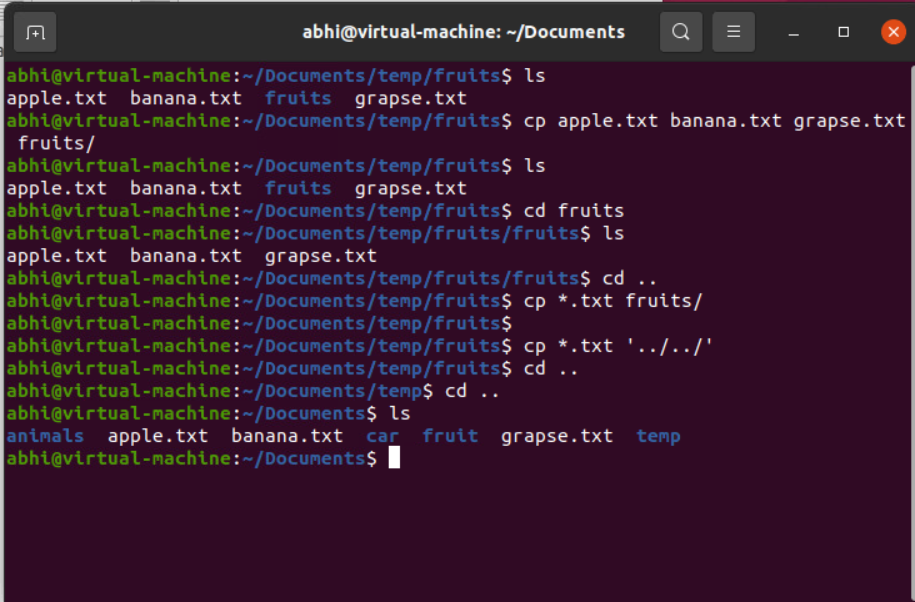 abhi@virtual-machine: ~/Documents
abhi@virtual-machine:~/Documents/temp/fruits$ ls
apple.txt  banana.txt  fruits  grapse.txt
abhi@virtual-machine:~/Documents/temp/fruits$ cp apple.txt banana.txt grapse.txt
 fruits/
abhi@virtual-machine:~/Documents/temp/fruits$ ls
apple.txt  banana.txt  fruits  grapse.txt
abhi@virtual-machine:~/Documents/temp/fruits$ cd fruits
abhi@virtual-machine:~/Documents/temp/fruits/fruits$ ls
apple.txt  banana.txt  grapse.txt
abhi@virtual-machine:~/Documents/temp/fruits/fruits$ cd ..
abhi@virtual-machine:~/Documents/temp/fruits$ cp *.txt fruits/
abhi@virtual-machine:~/Documents/temp/fruits$
abhi@virtual-machine:~/Documents/temp/fruits$ cp *.txt '../../'
abhi@virtual-machine:~/Documents/temp/fruits$ cd ..
abhi@virtual-machine:~/Documents/temp$ cd ..
abhi@virtual-machine:~/Documents$ ls
animals  apple.txt  banana.txt  car  fruit  grapse.txt  temp
abhi@virtual-machine:~/Documents$